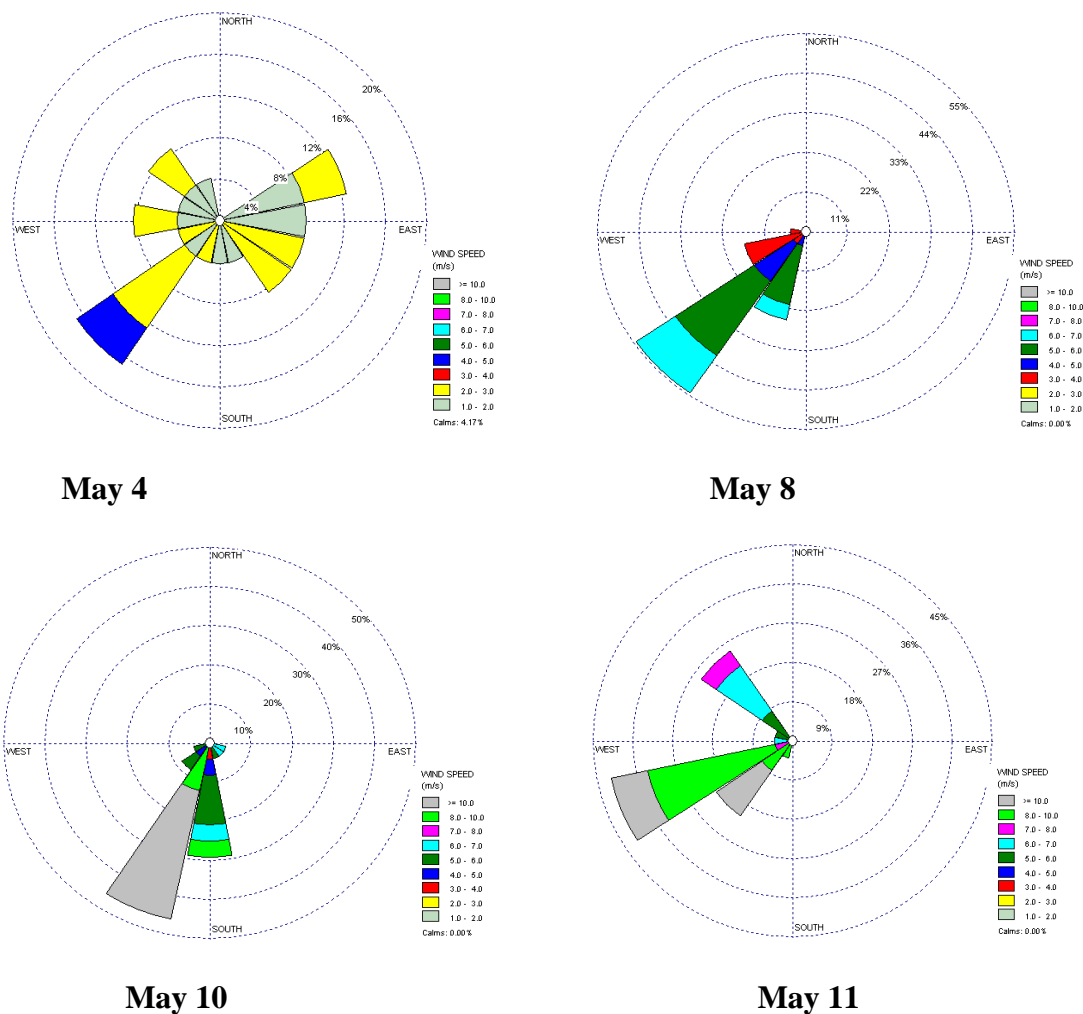 NORTH
20%
16%
12%
8%
4%
WEST
EAST
SOUTH
WIND SPEED
(m/s)
>= 10.0
8.0 - 10.0
7.0 - 8.0
6.0 - 7.0
5.0 - 6.0
4.0 - 5.0
3.0 - 4.0
2.0 - 3.0
1.0 - 2.0
Calms: 4.17%
May 4
NORTH
55%
44%
33%
22%
11%
WEST
EAST
SOUTH
WIND SPEED
(m/s)
>= 10.0
8.0 - 10.0
7.0 - 8.0
6.0 - 7.0
5.0 - 6.0
4.0 - 5.0
3.0 - 4.0
2.0 - 3.0
1.0 - 2.0
Calms: 0.00%
May 8
NORTH
50%
40%
30%
20%
10%
WEST
EAST
SOUTH
WIND SPEED
(m/s)
>= 10.0
8.0 - 10.0
7.0 - 8.0
6.0 - 7.0
5.0 - 6.0
4.0 - 5.0
3.0 - 4.0
2.0 - 3.0
1.0 - 2.0
Calms: 0.00%
May 10
NORTH
45%
36%
27%
18%
9%
WEST
EAST
SOUTH
WIND SPEED
(m/s)
>= 10.0
8.0 - 10.0
7.0 - 8.0
6.0 - 7.0
5.0 - 6.0
4.0 - 5.0
3.0 - 4.0
2.0 - 3.0
1.0 - 2.0
Calms: 0.00%
May 11